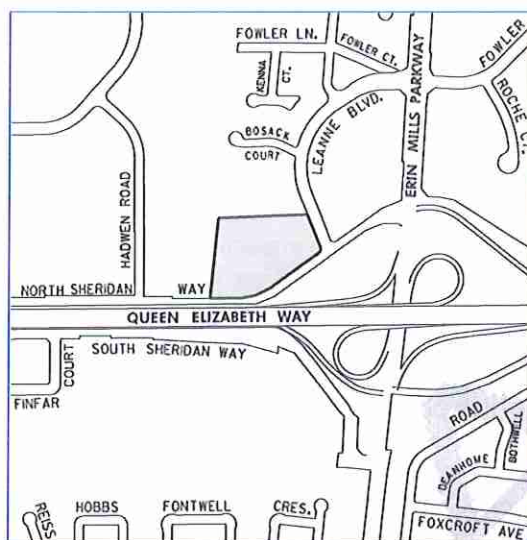 FOWLER LN.
FOWLER CT.
KENNA CT.
BOSACK COURT
LEANNE BLVD.
ERIN MILLS PARKWAY
FOWLER
ROCHE CT.
HADWEN ROAD
NORTH SHERIDAN WAY
QUEEN ELIZABETH WAY
SOUTH SHERIDAN WAY
FINFAR COURT
ROAD
DEANHOME
BOTHWELL
REISS
HOBBS
FONTWELL
CRES.
FOXCROFT AVE